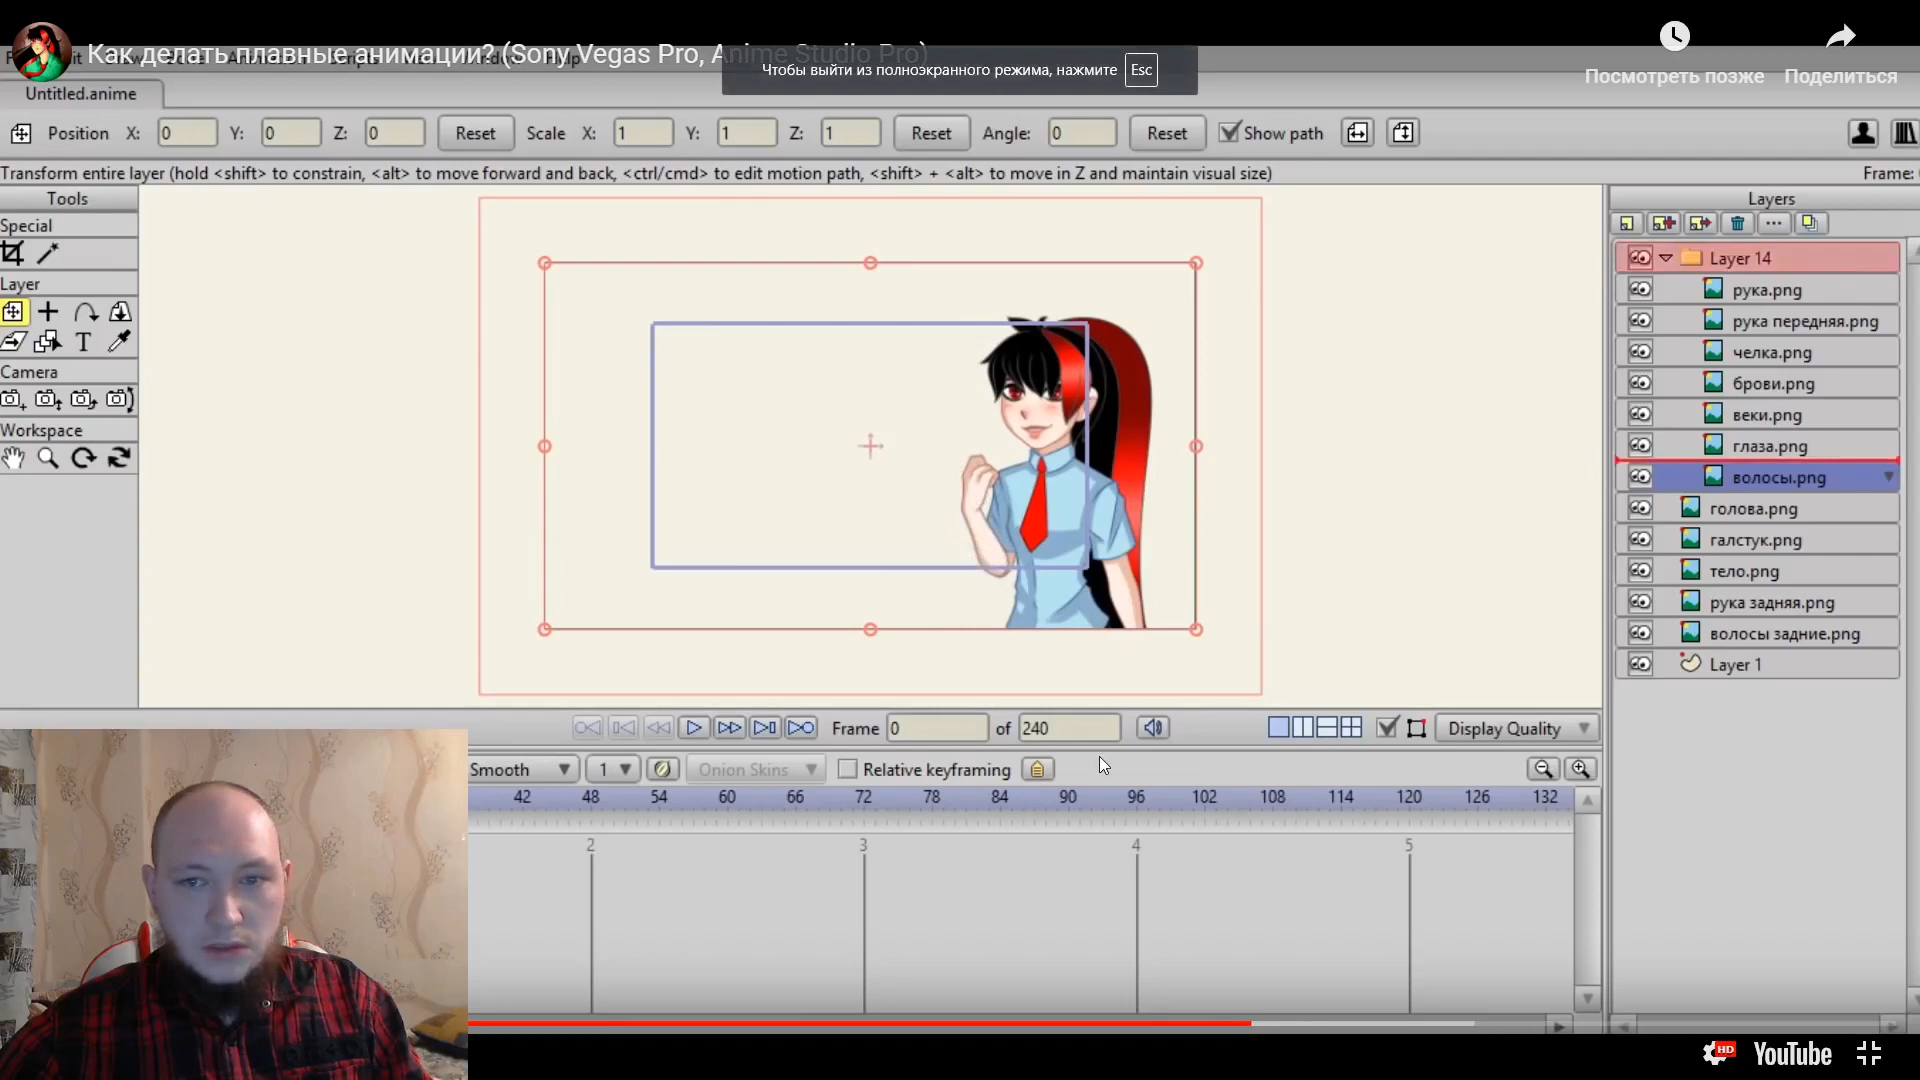 Как делать плавные анимации? (Sony Vegas Pro, Anime Studio Pro)
Чтобы выйти из полноэкранного режима, нажмите Esc
Посмотреть позже
Поделиться
Untitled.anime
Position X: 0 Y: 0 Z: 0 Reset Scale X: 1 Y: 1 Z: 1 Reset Angle: 0 Reset Show path
Transform entire layer (hold <shift> to constrain, <alt> to move forward and back, <ctrl/cmd> to edit motion path, <shift> + <alt> to move in Z and maintain visual size)
Frame:
Tools
Special
Layer
T
Camera
Workspace
Layers
Layer 14
рука.png
рука передняя.png
челка.png
брови.png
веки.png
глаза.png
волосы.png
голова.png
галстук.png
тело.png
рука задняя.png
волосы задние.png
Layer 1
Frame 0 of 240
Display Quality
Smooth 1 Onion Skins Relative keyframing
42 48 54 60 66 72 78 84 90 96 102 108 114 120 126 132
2 3 4 5
HD YouTube